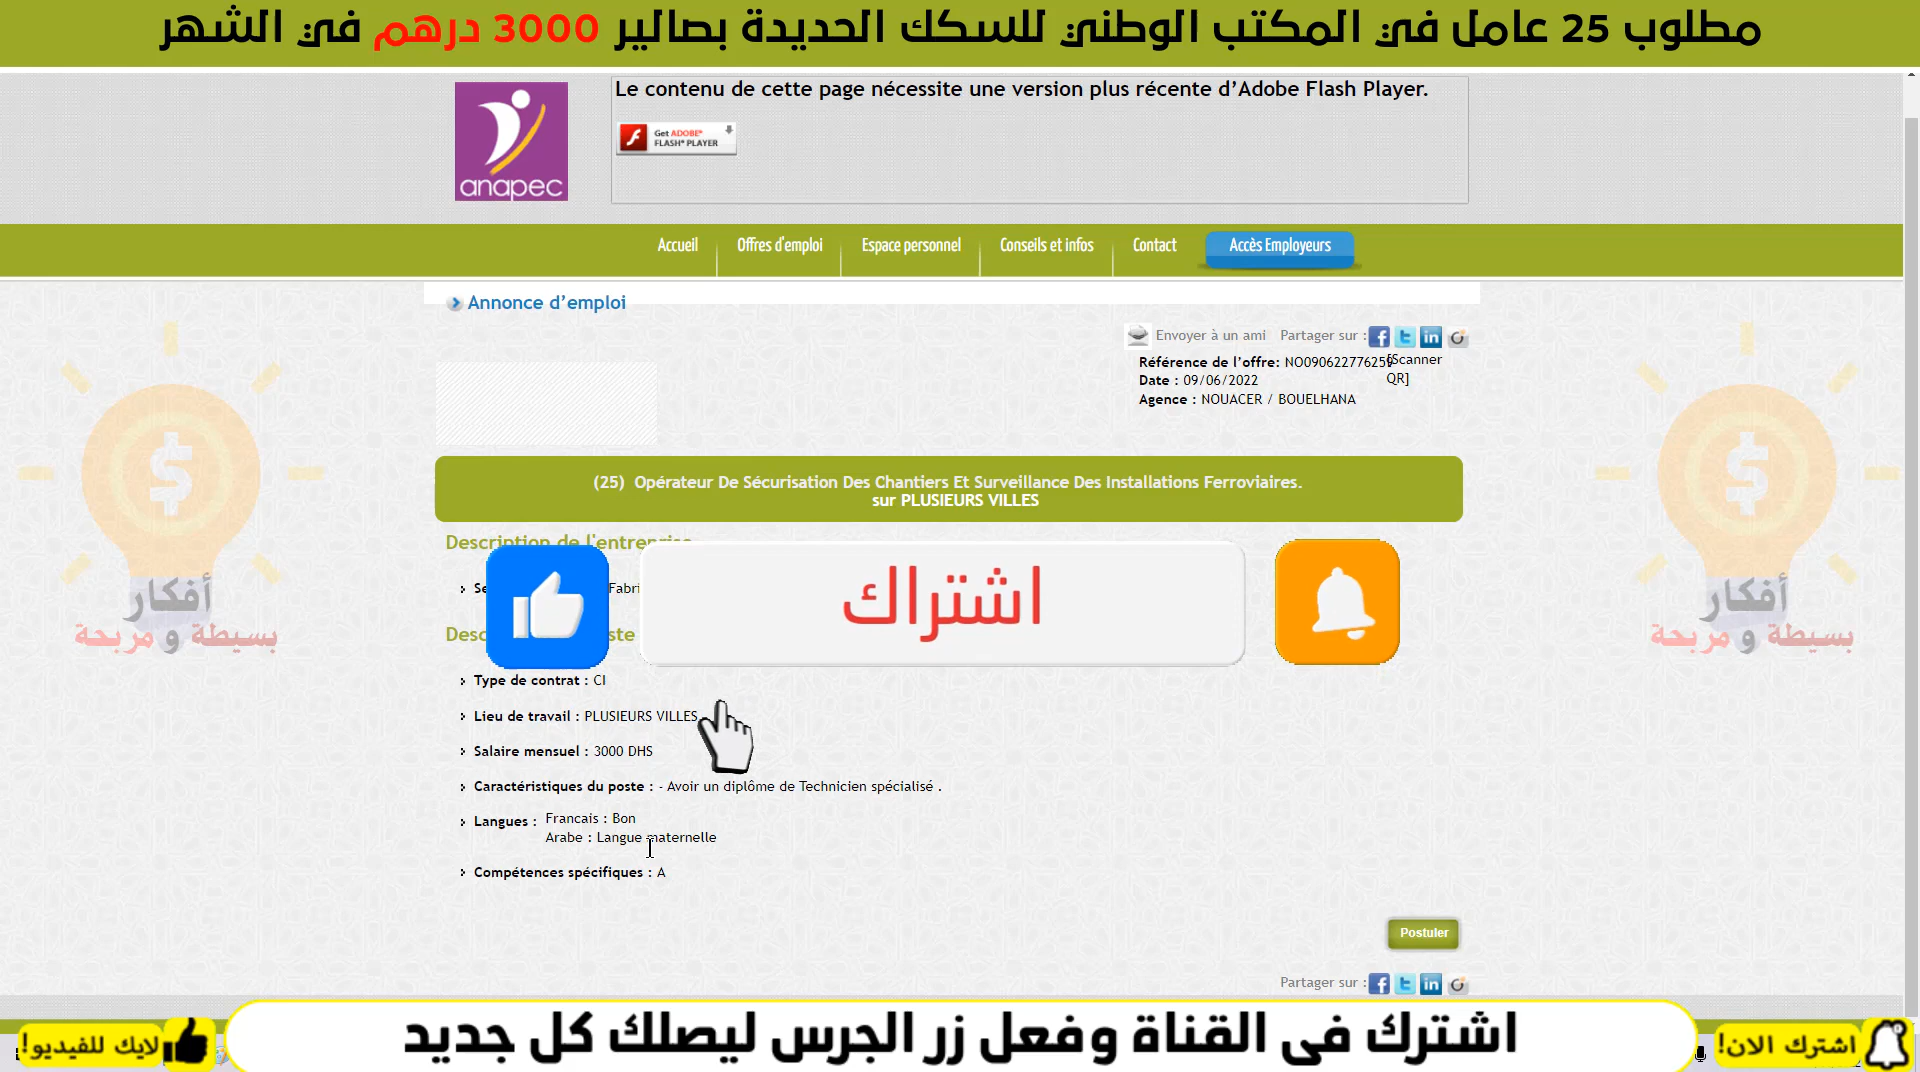 مطلوب 25 عامل في المكتب الوطني للسكك الحديدة بصالير 3000 درهم في الشهر
anapec
Le contenu de cette page nécessite une version plus récente d’Adobe Flash Player.
Get ADOBE®
FLASH® PLAYER
Accueil
Offres d'emploi
Espace personnel
Conseils et infos
Contact
Accès Employeurs
Annonce d’emploi
Envoyer à un ami
Partager sur :
Référence de l’offre: NO090622776259
[Scanner
QR]
Date : 09/06/2022
Agence : NOUACER / BOUELHANA
(25) Opérateur De Sécurisation Des Chantiers Et Surveillance Des Installations Ferroviaires.
sur PLUSIEURS VILLES
Description de l'entreprise
اشتراك
Type de contrat : CI
Lieu de travail : PLUSIEURS VILLES
Salaire mensuel : 3000 DHS
Caractéristiques du poste : - Avoir un diplôme de Technicien spécialisé .
Langues :
Francais : Bon
Arabe : Langue maternelle
Compétences spécifiques : A
Postuler
Partager sur :
أفكار
بسيطة و مربحة
أفكار
بسيطة و مربحة
لايك للفيديو!
اشترك فى القناة وفعل زر الجرس ليصلك كل جديد
اشترك الان!